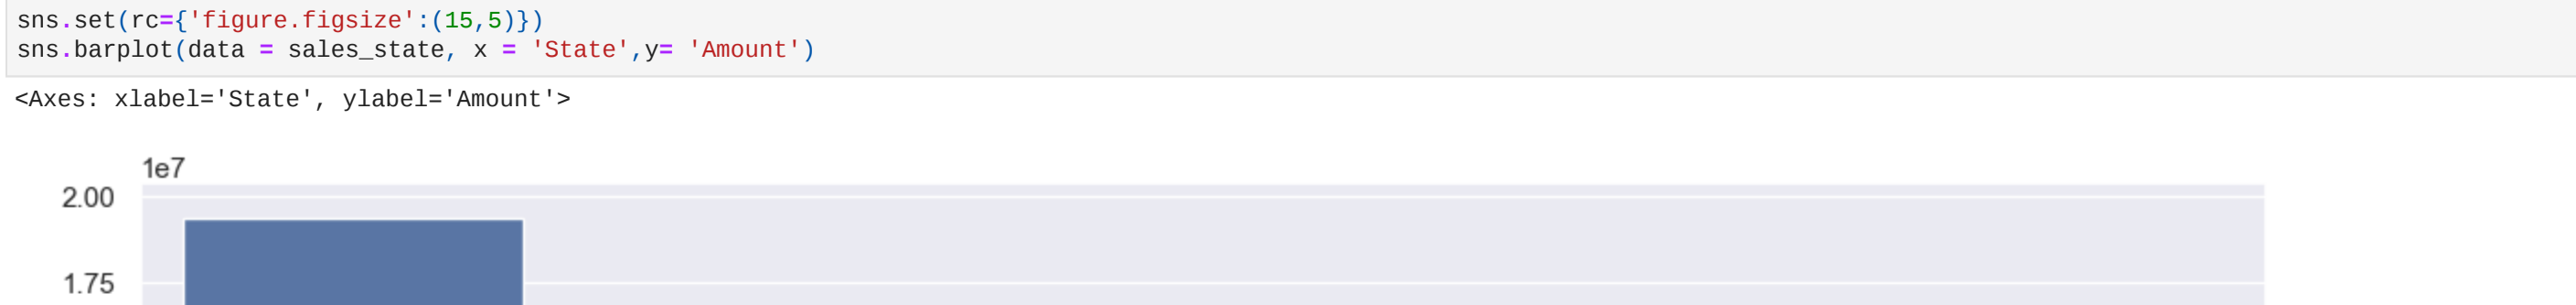 sns.set(rc={'figure.figsize':(15,5)})
sns.barplot(data = sales_state, x = 'State',y= 'Amount')
<Axes: xlabel='State', ylabel='Amount'>
1e7
2.00
1.75